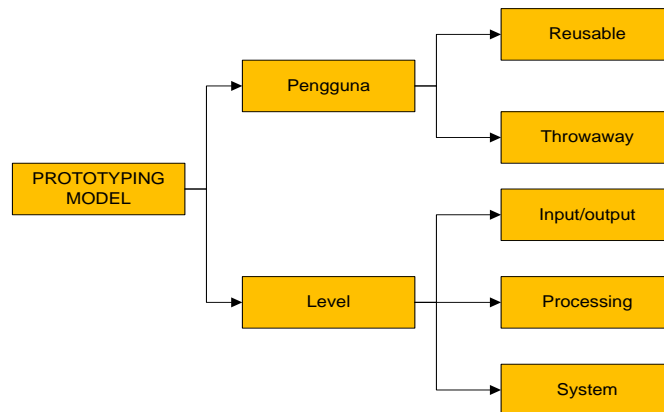 Reusable
Pengguna
Throwaway
PROTOTYPING
MODEL
Input/output
Level
Processing
System